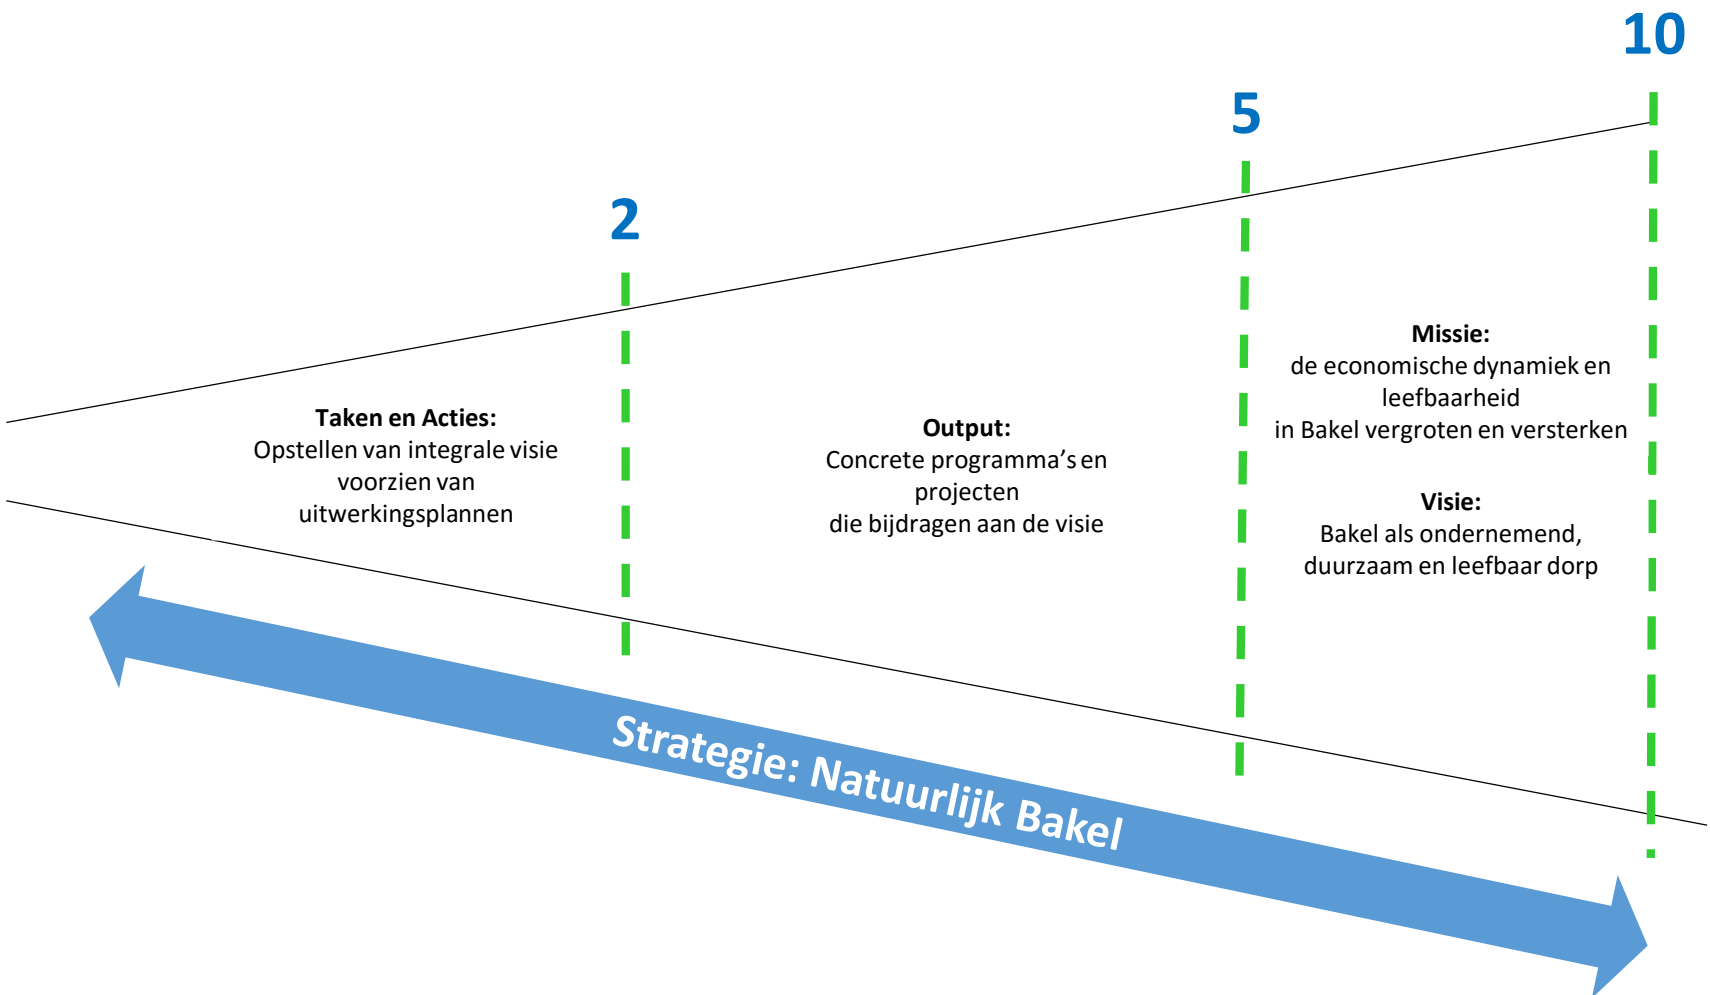 10
5
2
Taken en Acties:
Opstellen van integrale visie
voorzien van
uitwerkingsplannen
Output:
Concrete programma's en
projecten
die bijdragen aan de visie
Missie:
de economische dynamiek en
leefbaarheid
in Bakel vergroten en versterken
Visie:
Bakel als ondernemend,
duurzaam en leefbaar dorp
Strategie: Natuurlijk Bakel